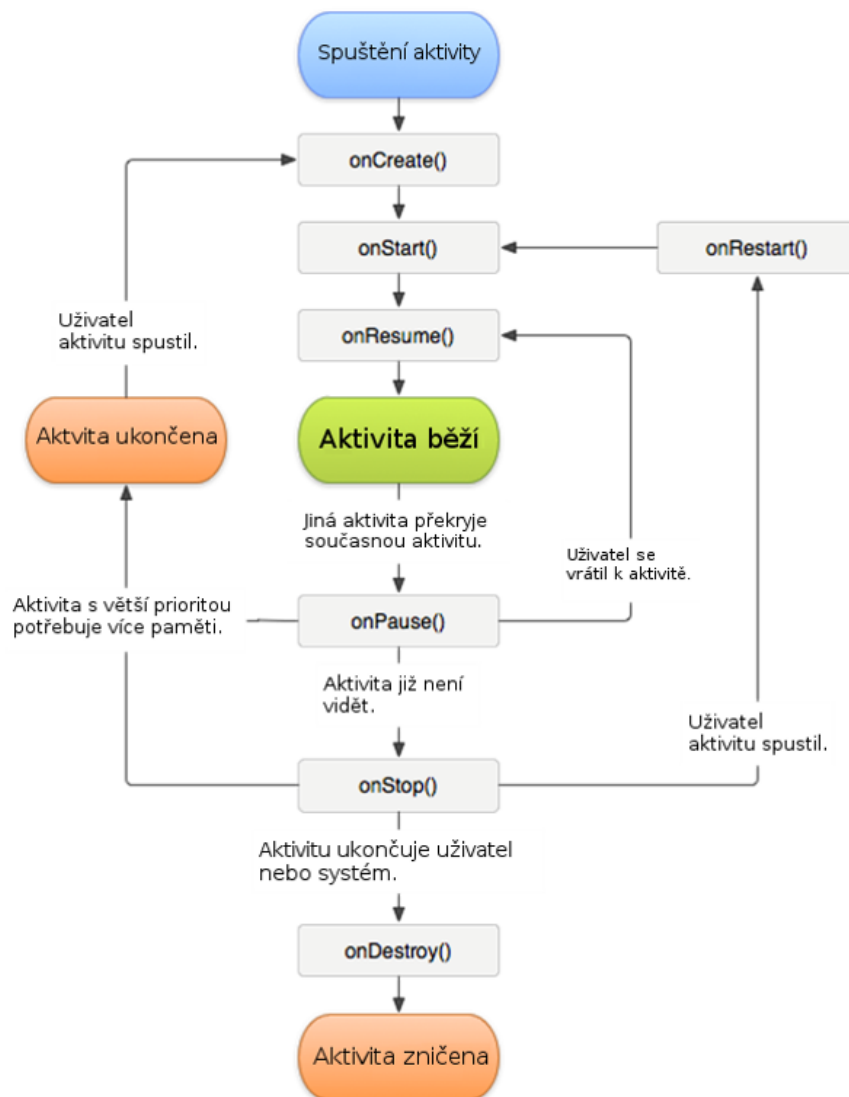 Spuštění aktivity
onCreate()
onStart()
onRestart()
Uživatel
aktivitu spustil.
onResume()
Aktvita ukončena
Aktivita běží
Jiná aktivita překryje
současnou aktivitu.
Uživatel se
vrátil k aktivitě.
Aktivita s větší prioritou
potřebuje více paměti.
onPause()
Aktivita již není
vidět.
Uživatel
aktivitu spustil.
onStop()
Aktivitu ukončuje uživatel
nebo systém.
onDestroy()
Aktivita zničena